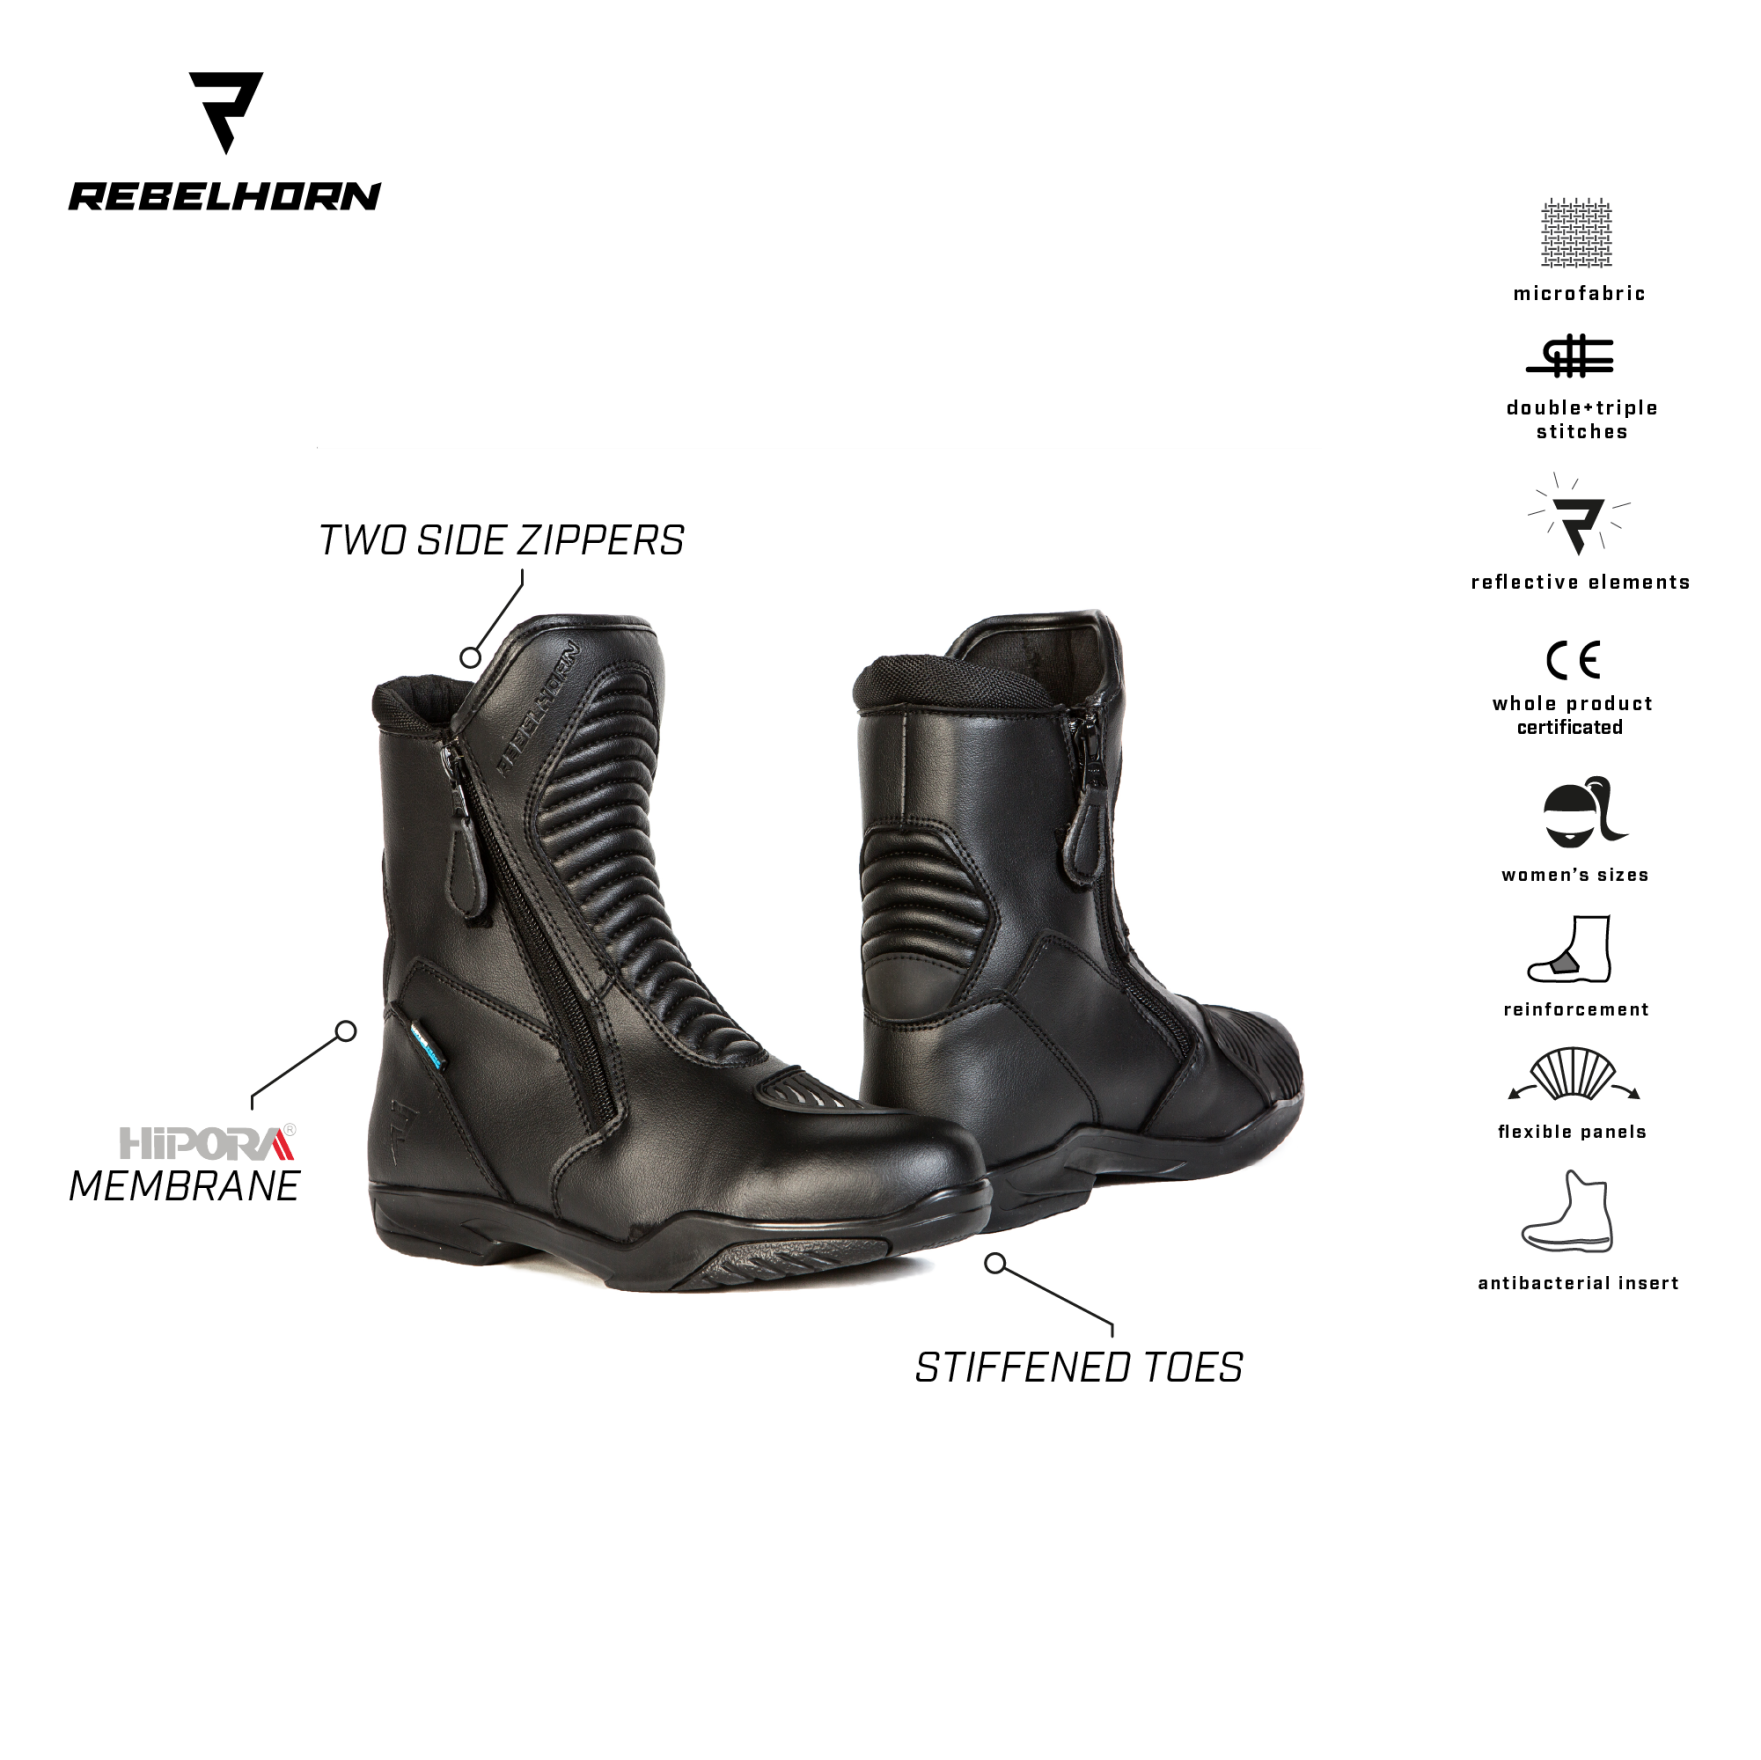 REBELHORN
microfabric
double+triple
stitches
reflective elements
CE
whole product
certificated
women's sizes
reinforcement
flexible panels
antibacterial insert
TWO SIDE ZIPPERS
REBELHORN
HiPORA®
MEMBRANE
STIFFENED TOES